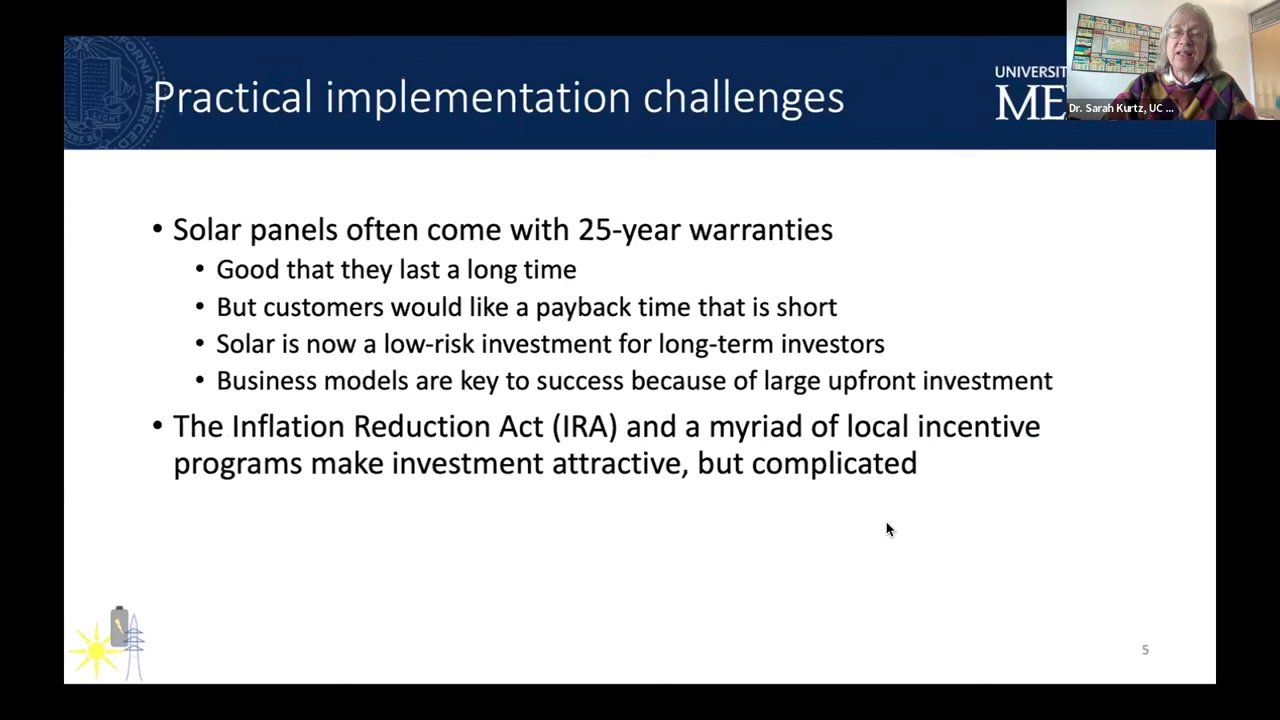 Practical implementation challenges
UNIVERSIT
ME
Dr. Sarah Kurtz, UC ...
• Solar panels often come with 25-year warranties
• Good that they last a long time
• But customers would like a payback time that is short
• Solar is now a low-risk investment for long-term investors
• Business models are key to success because of large upfront investment
• The Inflation Reduction Act (IRA) and a myriad of local incentive
programs make investment attractive, but complicated
5